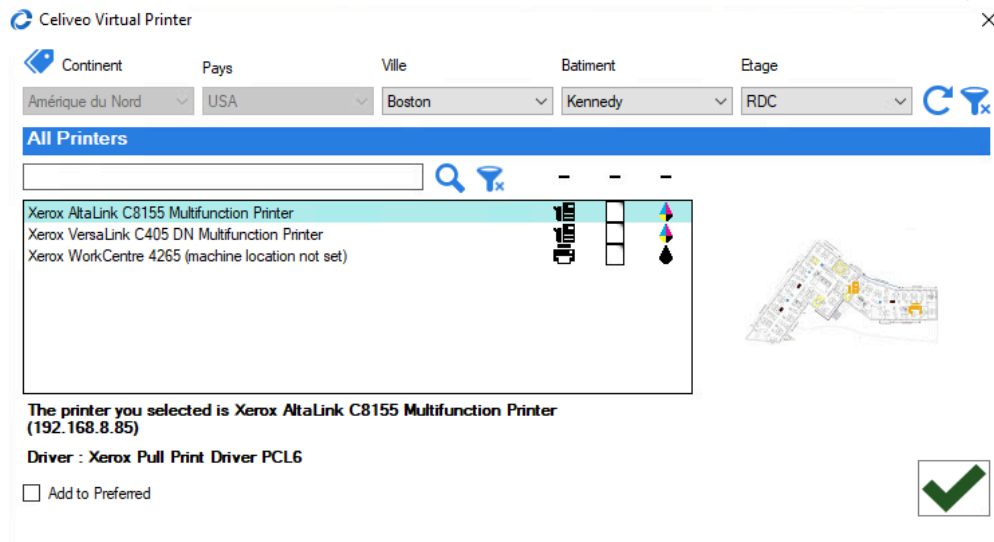 Celiveo Virtual Printer
Continent
Pays
Ville
Batiment
Etage
Amérique du Nord
USA
Boston
Kennedy
RDC
All Printers
Xerox AltaLink C8155 Multifunction Printer
Xerox VersaLink C405 DN Multifunction Printer
Xerox WorkCentre 4265 (machine location not set)
The printer you selected is Xerox AltaLink C8155 Multifunction Printer
(192.168.8.85)
Driver : Xerox Pull Print Driver PCL6
Add to Preferred